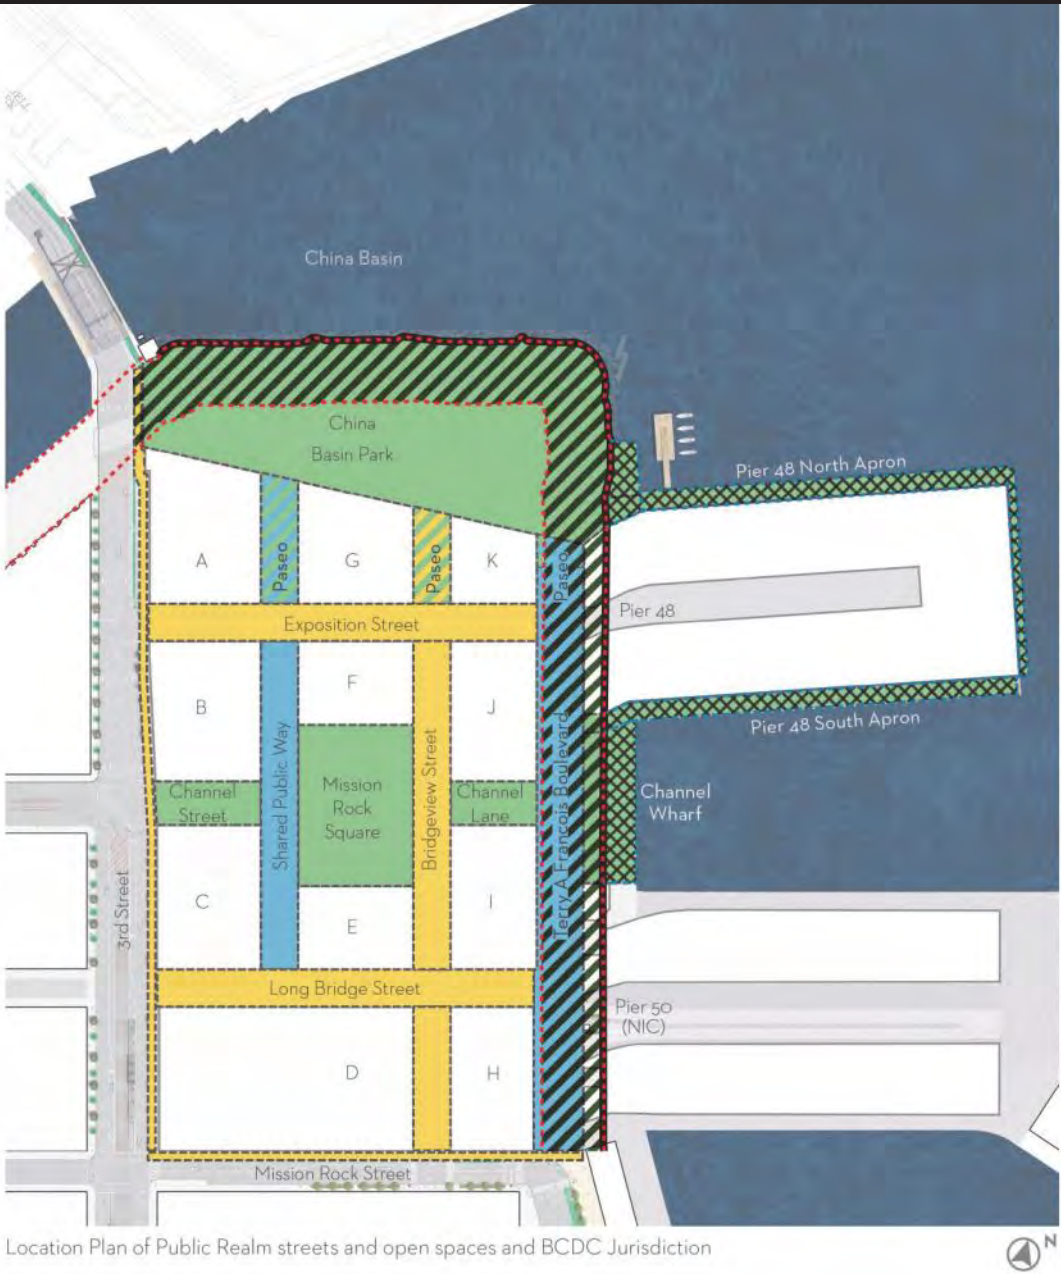 China Basin
China
Basin Park
Pier 48 North Apron
A
Paseo
G
Paseo
K
Paseo
Pier 48
Exposition Street
F
B
J
Pier 48 South Apron
Shared Public Way
Bridgeview Street
Terry A Francois Boulevard
Channel
Street
Mission
Rock
Square
Channel
Lane
Channel
Wharf
3rd Street
C
E
I
Long Bridge Street
Pier 50
(NIC)
D
H
Mission Rock Street
Location Plan of Public Realm streets and open spaces and BCDC Jurisdiction
N